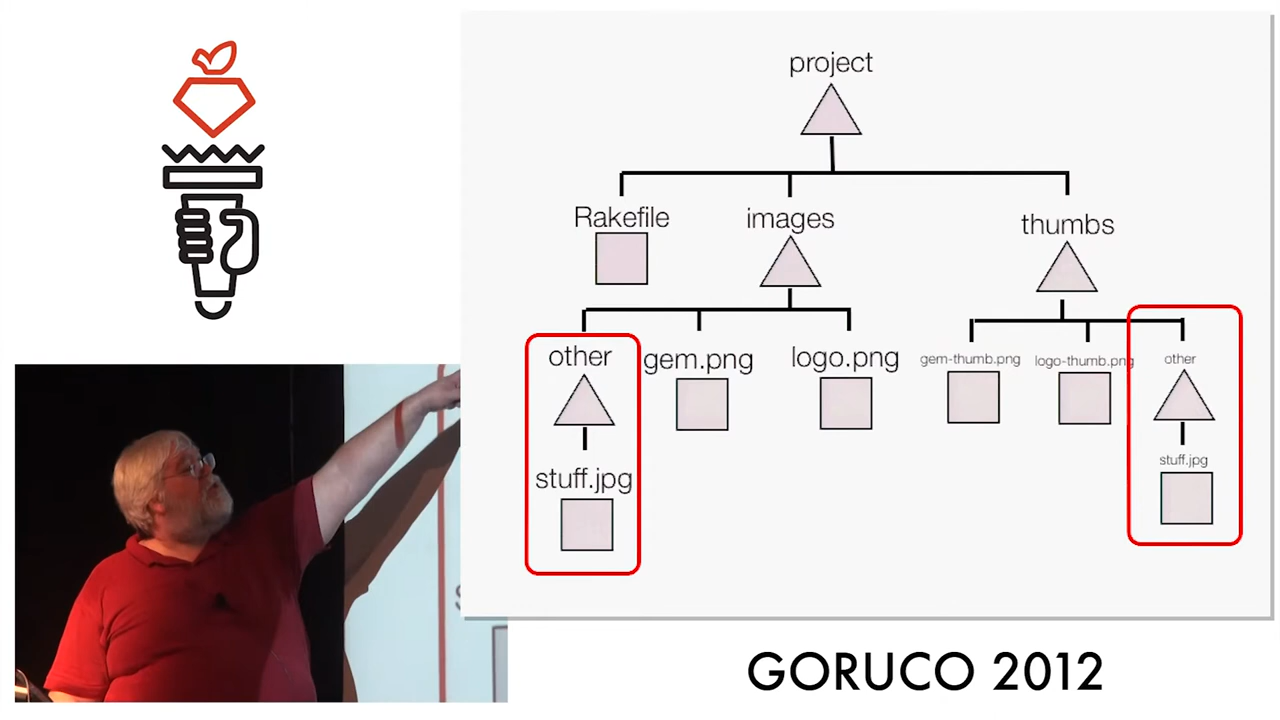 project
Rakefile
images
thumbs
other
gem.png
logo.png
gem-thumb.png
logo-thumb.png
other
stuff.jpg
stuff.jpg
GORUCO 2012